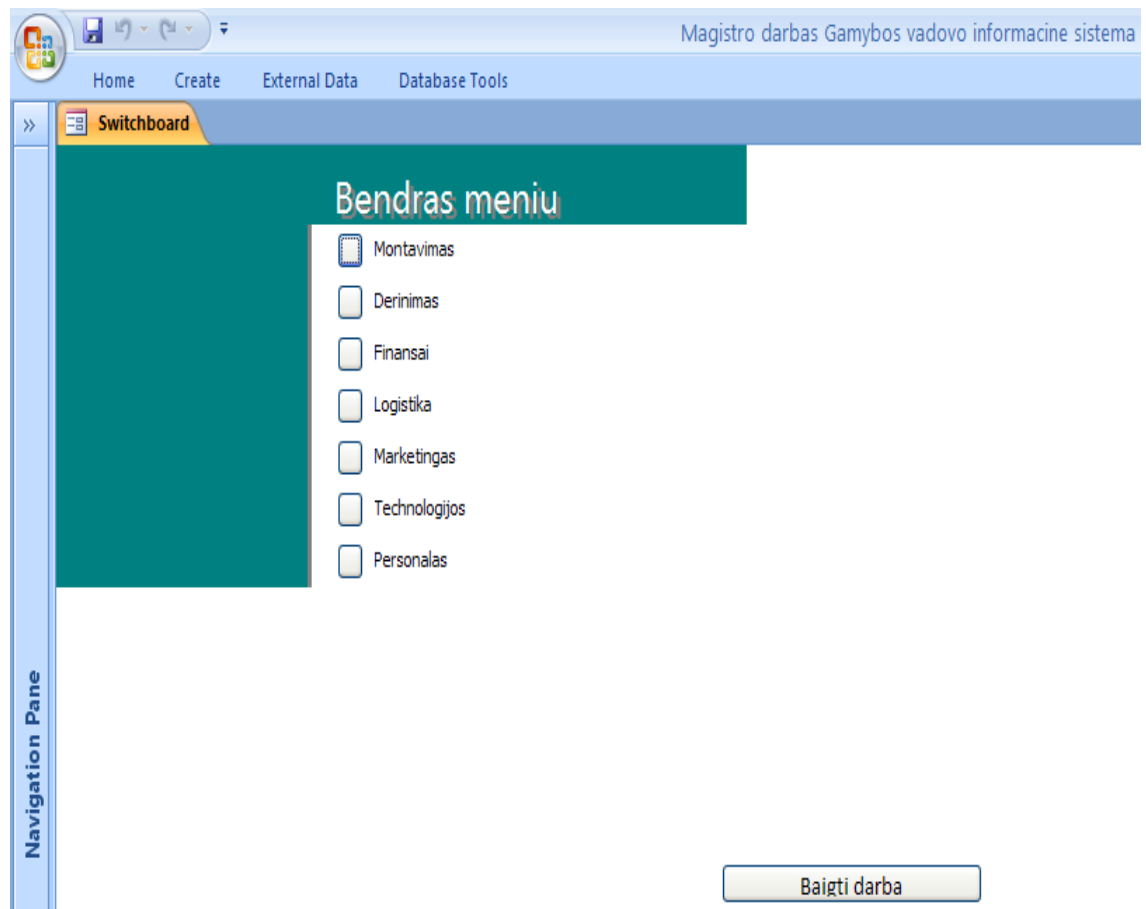 Magistro darbas Gamybos vadovo informacine sistema
Home Create External Data Database Tools
Switchboard
Bendras meniu
Montavimas
Derinimas
Finansai
Logistika
Marketingas
Technologijos
Personalas
Navigation Pane
Baigti darba